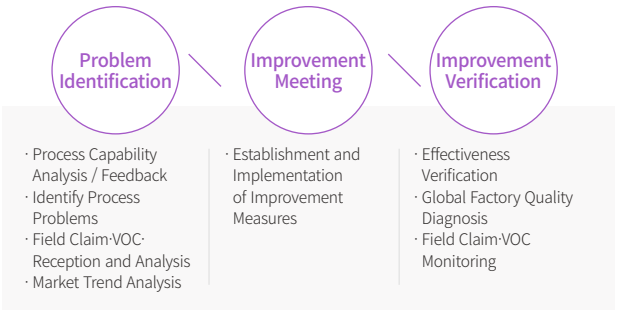 Problem
Identification
Improvement
Meeting
Improvement
Verification
· Process Capability
Analysis / Feedback
· Identify Process
Problems
· Field Claim·VOC·
Reception and Analysis
· Market Trend Analysis
· Establishment and
Implementation
of Improvement
Measures
· Effectiveness
Verification
· Global Factory Quality
Diagnosis
· Field Claim·VOC
Monitoring